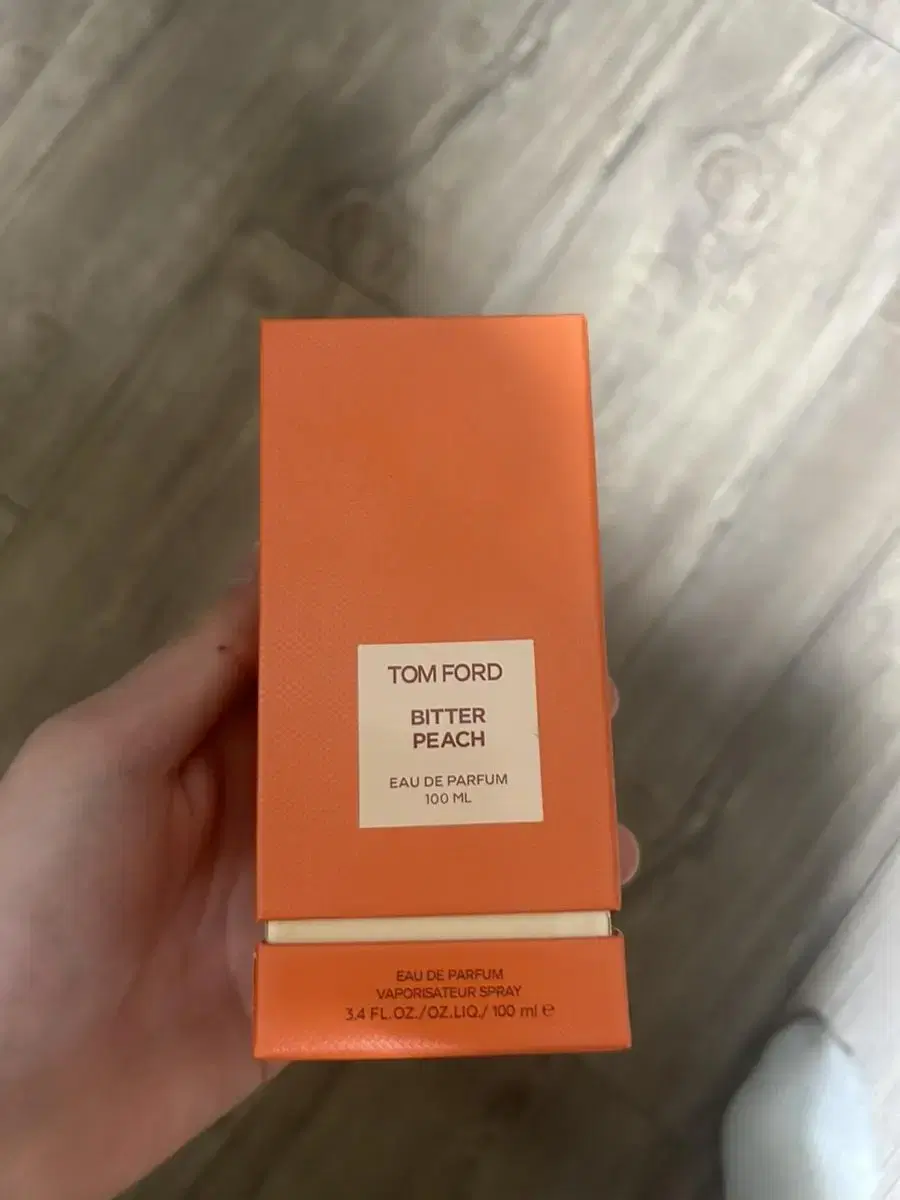 TOM FORD
BITTER
PEACH
EAU DE PARFUM
100 ML
EAU DE PARFUM
VAPORISATEUR SPRAY
3.4 FL.OZ./OZ.LIQ./ 100 ml ℮